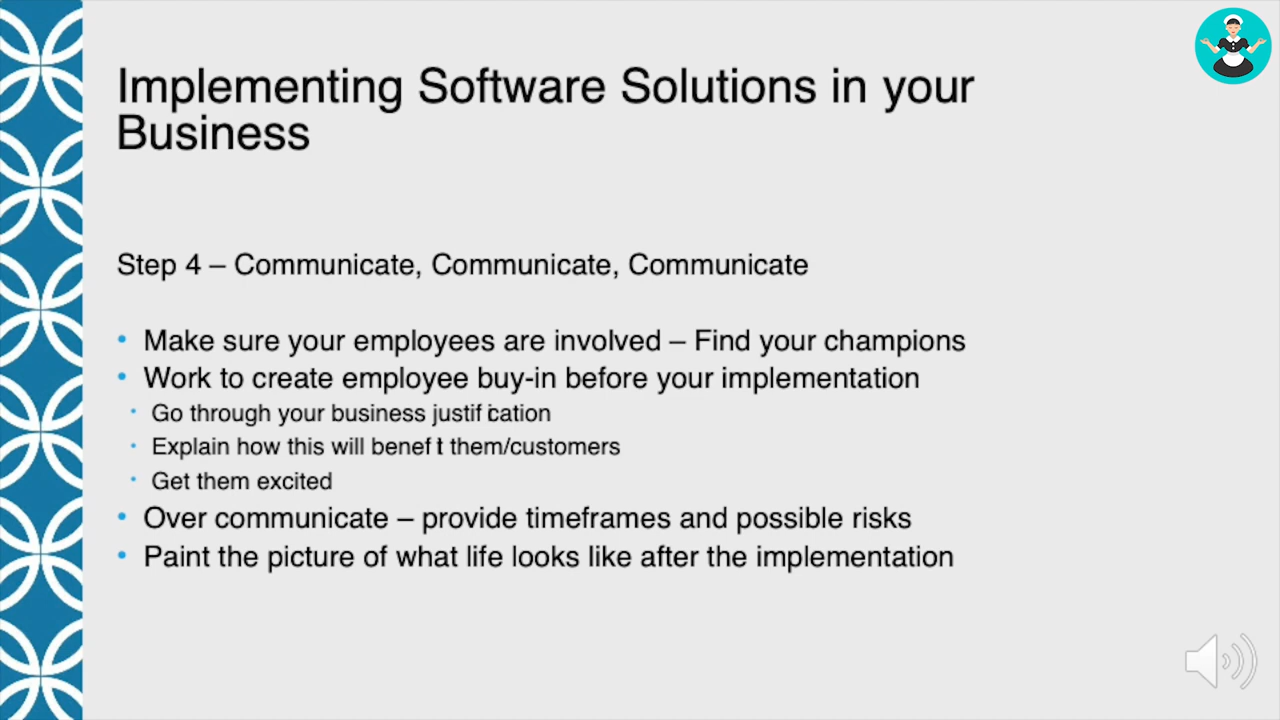 Implementing Software Solutions in your
Business
Step 4 – Communicate, Communicate, Communicate
• Make sure your employees are involved – Find your champions
• Work to create employee buy-in before your implementation
• Go through your business justification
• Explain how this will benefit them/customers
• Get them excited
• Over communicate – provide timeframes and possible risks
• Paint the picture of what life looks like after the implementation